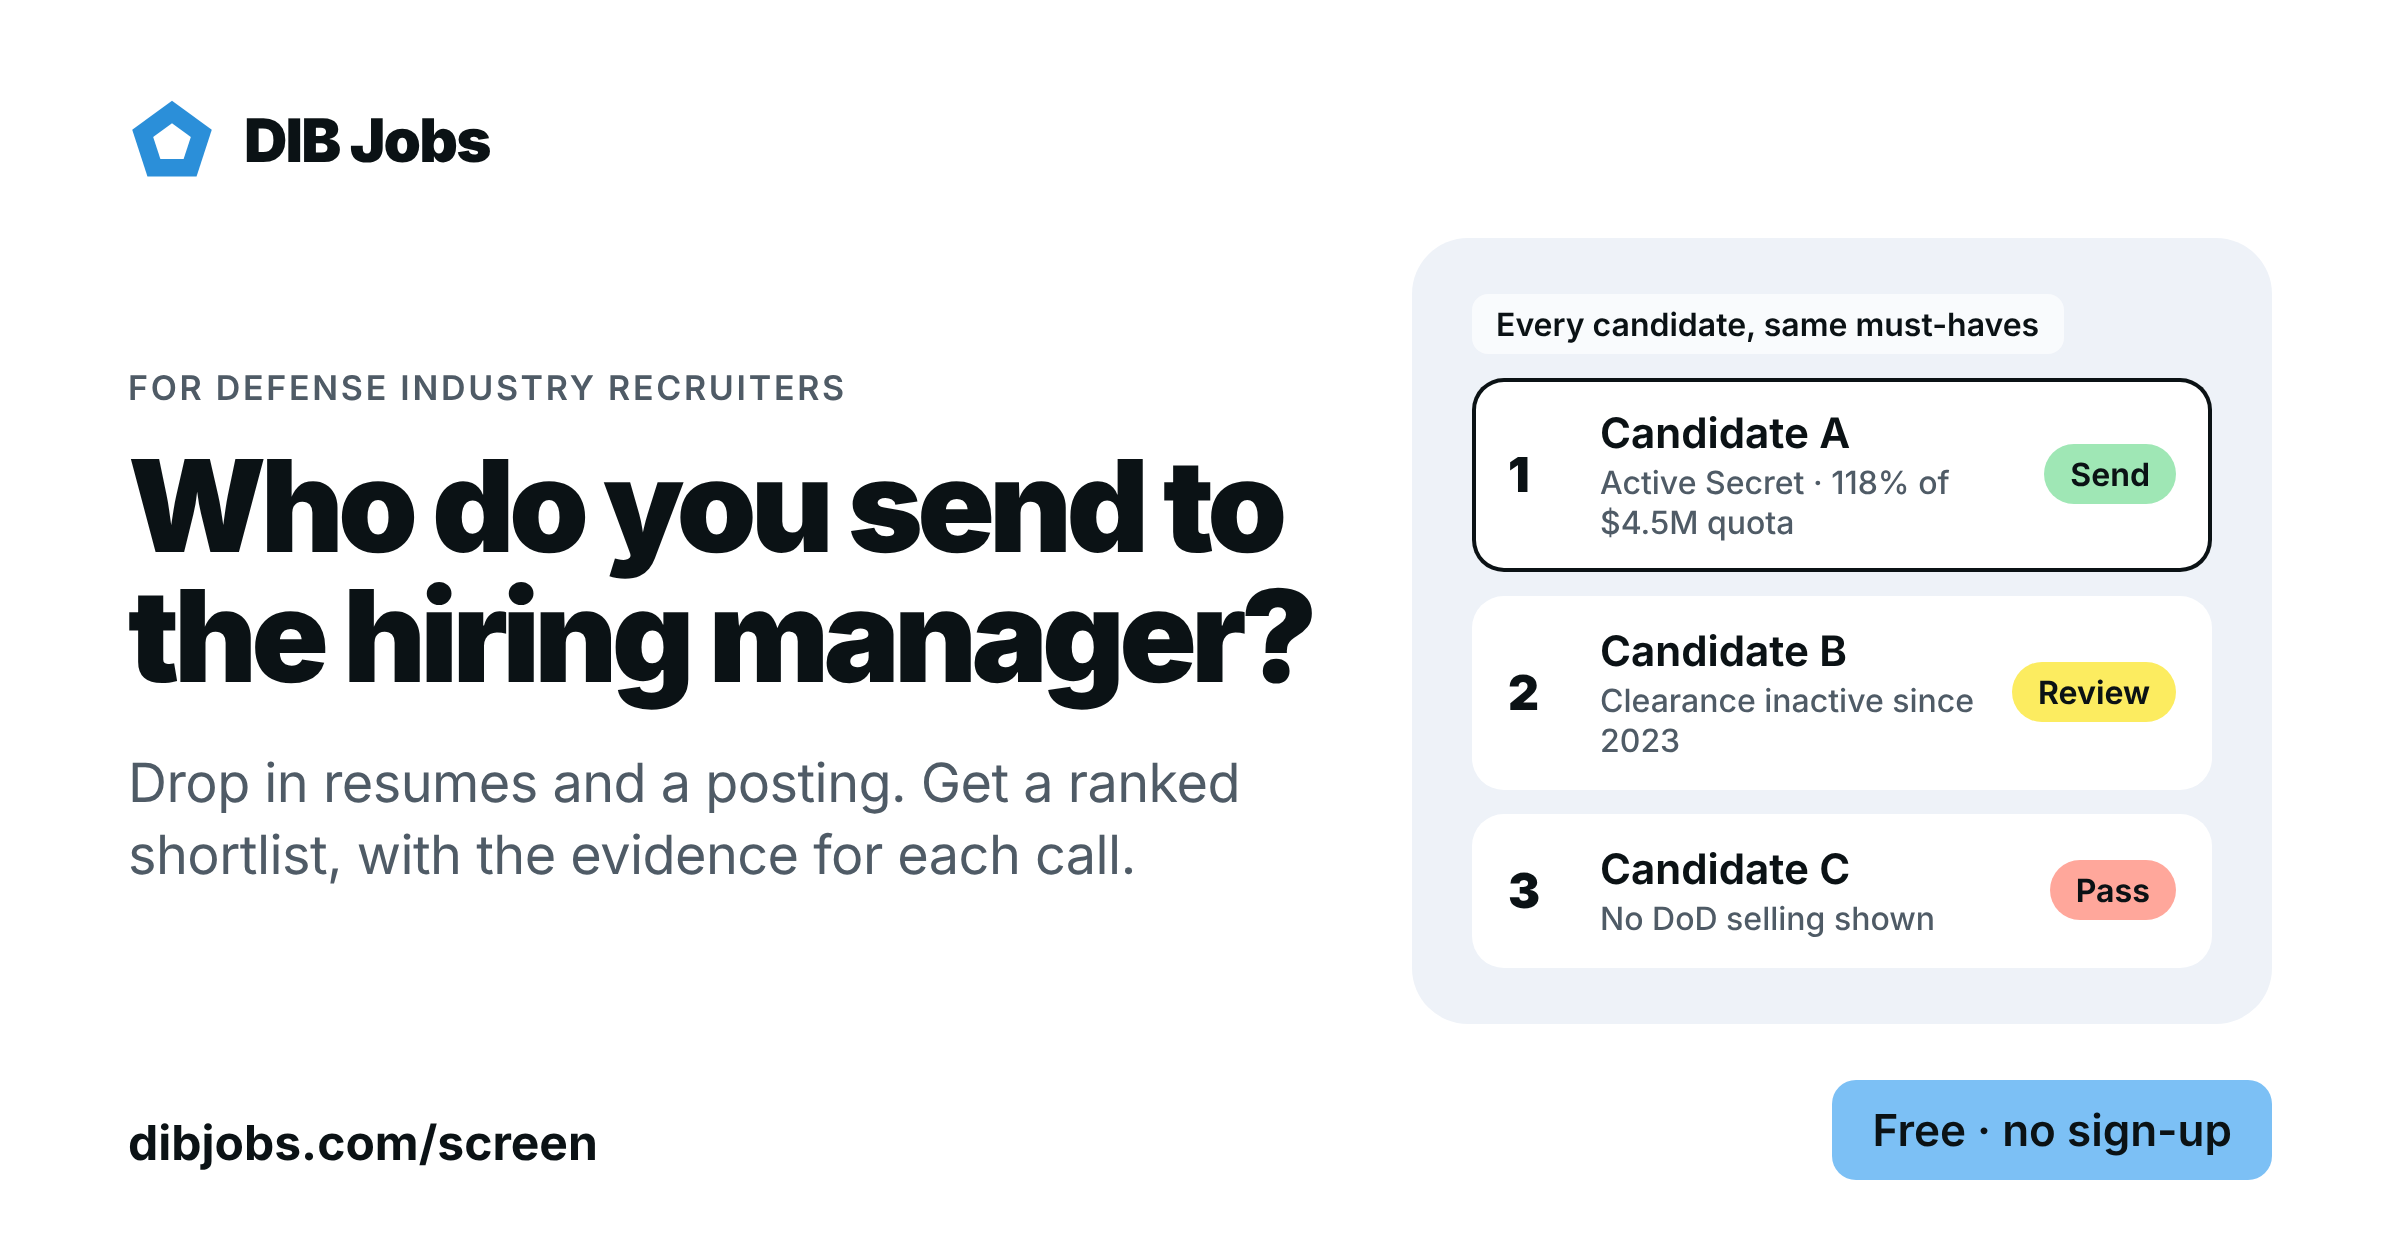 DIB Jobs
FOR DEFENSE INDUSTRY RECRUITERS
Who do you send to
the hiring manager?
Drop in resumes and a posting. Get a ranked
shortlist, with the evidence for each call.
dibjobs.com/screen
Every candidate, same must-haves
1
Candidate A
Active Secret · 118% of
$4.5M quota
Send
2
Candidate B
Clearance inactive since
2023
Review
3
Candidate C
No DoD selling shown
Pass
Free · no sign-up